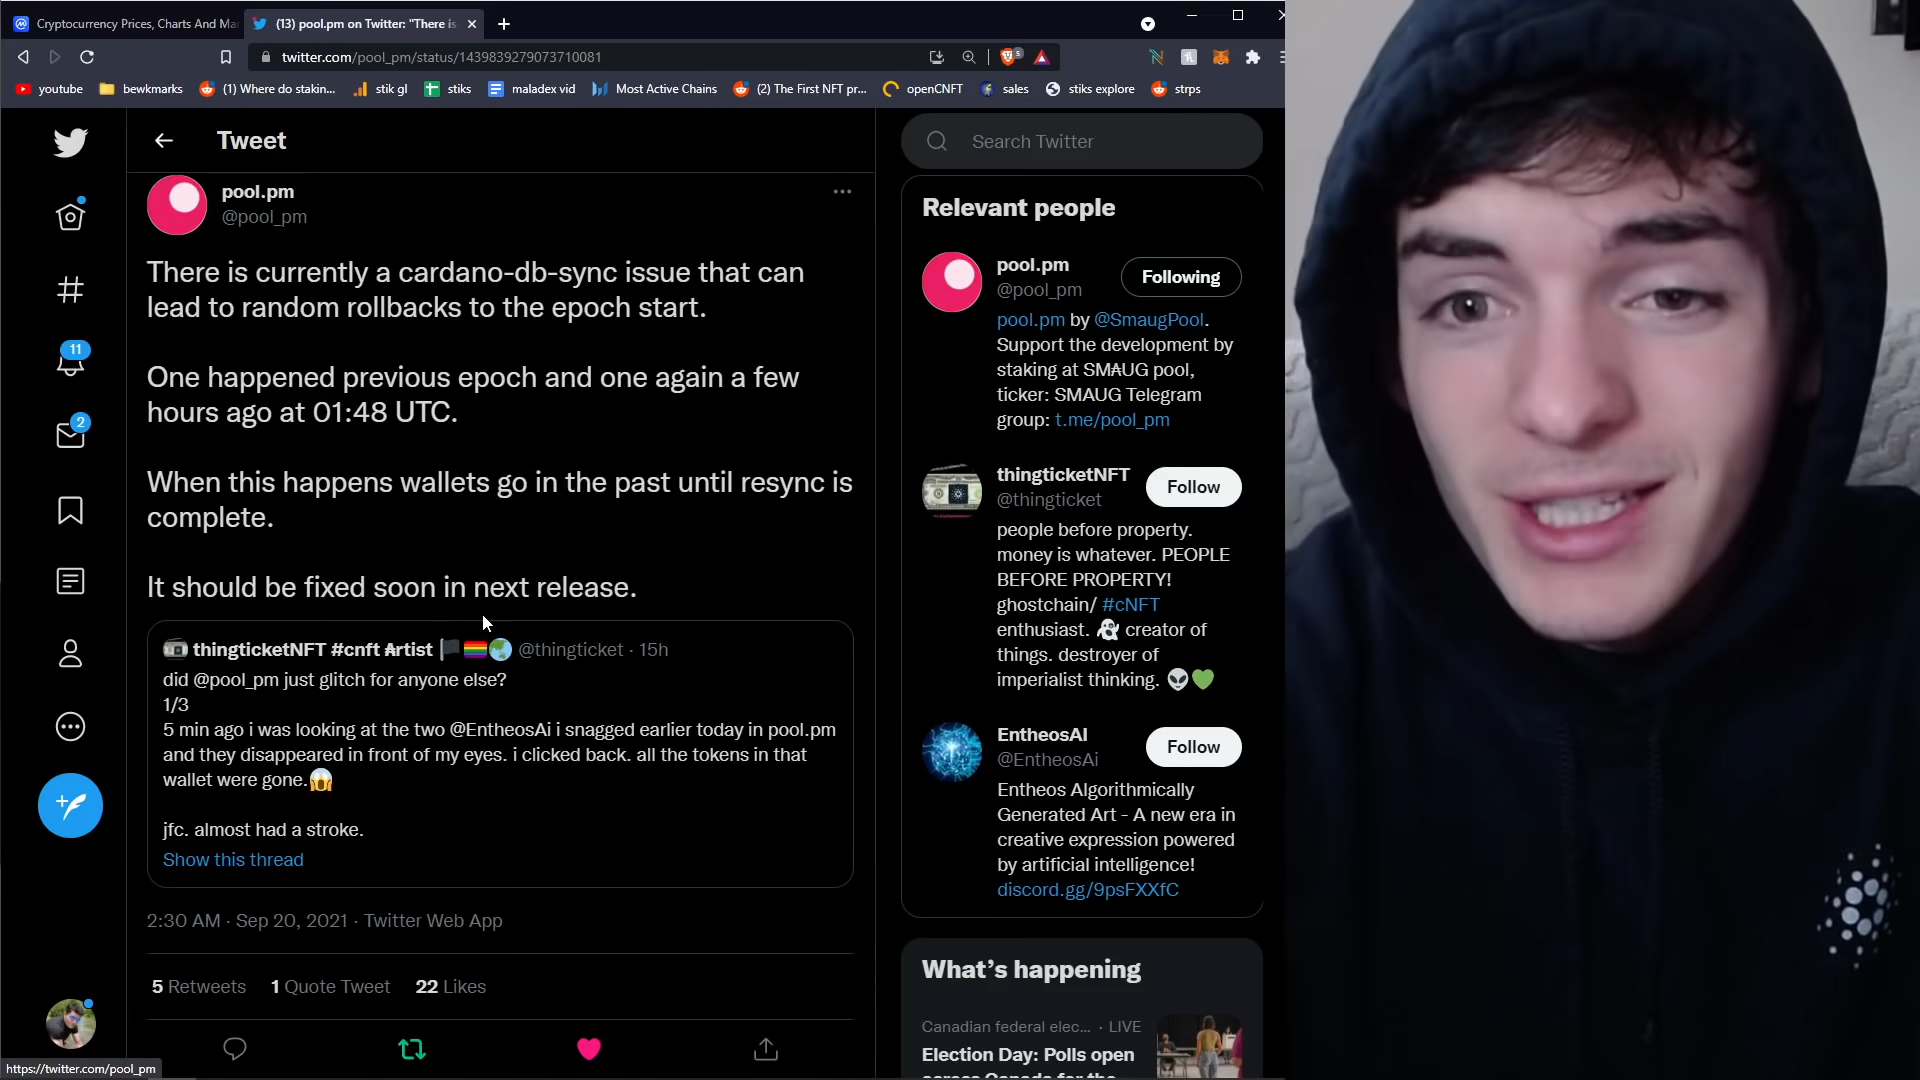 Cryptocurrency Prices, Charts And Ma
(13) pool.pm on Twitter: "There is
twitter.com/pool_pm/status/1439839279073710081
5
youtube
bewkmarks
(1) Where do stakin...
stik gl
stiks
maladex vid
Most Active Chains
(2) The First NFT pr...
openCNFT
sales
stiks explore
strps
Tweet
pool.pm
@pool_pm
There is currently a cardano-db-sync issue that can
lead to random rollbacks to the epoch start.
One happened previous epoch and one again a few
hours ago at 01:48 UTC.
When this happens wallets go in the past until resync is
complete.
It should be fixed soon in next release.
thingticketNFT #cnft ₳rtist 🏴🏳️‍🌈🌏 @thingticket · 15h
did @pool_pm just glitch for anyone else?
1/3
5 min ago i was looking at the two @EntheosAi i snagged earlier today in pool.pm
and they disappeared in front of my eyes. i clicked back. all the tokens in that
wallet were gone.😱
jfc. almost had a stroke.
Show this thread
2:30 AM · Sep 20, 2021 · Twitter Web App
5 Retweets 1 Quote Tweet 22 Likes
11
2
https://twitter.com/pool_pm
Search Twitter
Relevant people
pool.pm
@pool_pm
Following
pool.pm by @SmaugPool.
Support the development by
staking at SM₳UG pool,
ticker: SMAUG Telegram
group: t.me/pool_pm
thingticketNFT
@thingticket
Follow
people before property.
money is whatever. PEOPLE
BEFORE PROPERTY!
ghostchain/ #cNFT
enthusiast. 👻 creator of
things. destroyer of
imperialist thinking. 👽💚
EntheosAI
@EntheosAi
Follow
Entheos Algorithmically
Generated Art - A new era in
creative expression powered
by artificial intelligence!
discord.gg/9psFXXfC
What's happening
Canadian federal elec... · LIVE
Election Day: Polls open
across Canada for the